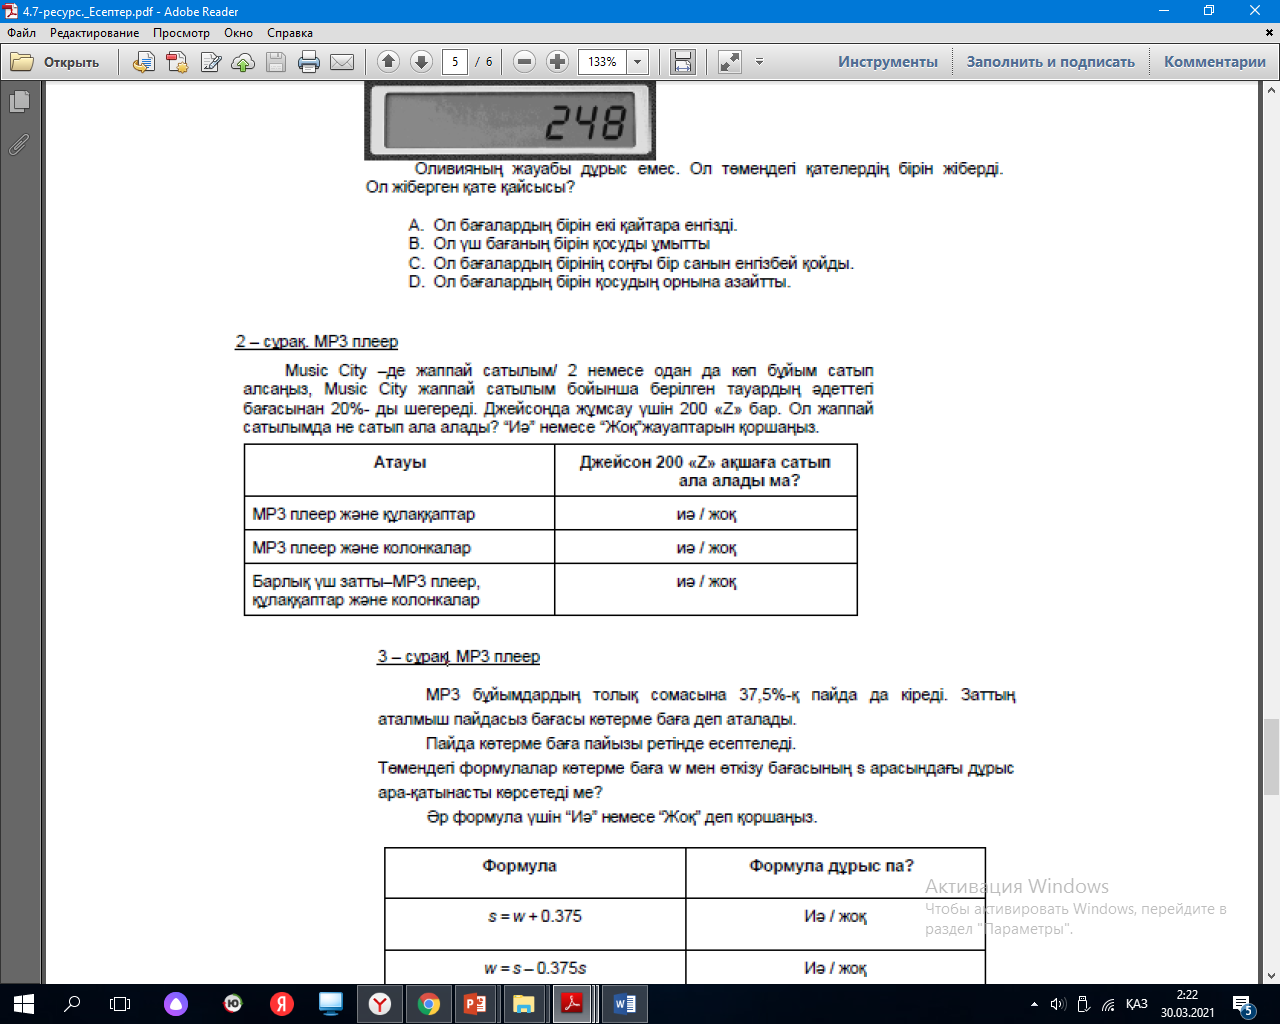 4.7-ресурс._Есептер.pdf - Adobe Reader
Файл Редактирование Просмотр Окно Справка
Открыть 5 / 6 133% Инструменты Заполнить и подписать Комментарии
248
Оливияның жауабы дұрыс емес. Ол төмендегі қателердің бірін жіберді.
Ол жіберген қате қайсысы?
A. Ол бағалардың бірін екі қайтара енгізді.
B. Ол үш бағаның бірін қосуды ұмытты
C. Ол бағалардың бірінің соңғы бір санын енгізбей қойды.
D. Ол бағалардың бірін қосудың орнына азайтты.
2 – сұрақ. МР3 плеер
Music City –де жаппай сатылым/ 2 немесе одан да көп бұйым сатып
алсаңыз, Music City жаппай сатылым бойынша берілген тауардың әдеттегі
бағасынан 20%- ды шегереді. Джейсонда жұмсау үшін 200 «Z» бар. Ол жаппай
сатылымда не сатып ала алады? “Иә” немесе “Жоқ”жауаптарын қоршаңыз.
Атауы
Джейсон 200 «Z» ақшаға сатып
ала алады ма?
МР3 плеер және құлаққаптар иә / жоқ
МР3 плеер және колонкалар иә / жоқ
Барлық үш затты–МР3 плеер, иә / жоқ
құлаққаптар және колонкалар
3 – сұрақ. МР3 плеер
МР3 бұйымдардың толық сомасына 37,5%-қ пайда да кіреді. Заттың
аталмыш пайдасыз бағасы көтерме баға деп аталады.
Пайда көтерме баға пайызы ретінде есептеледі.
Төмендегі формулалар көтерме баға w мен өткізу бағасының s арасындағы дұрыс
ара-қатынасты көрсетеді ме?
Әр формула үшін “Иә” немесе “Жоқ” деп қоршаңыз.
Формула Формула дұрыс па?
s = w + 0.375 Иә / жоқ
w = s – 0.375s Иә / жоқ
Активация Windows
Чтобы активировать Windows, перейдите в
раздел "Параметры".
ҚАЗ 2:22
30.03.2021 5